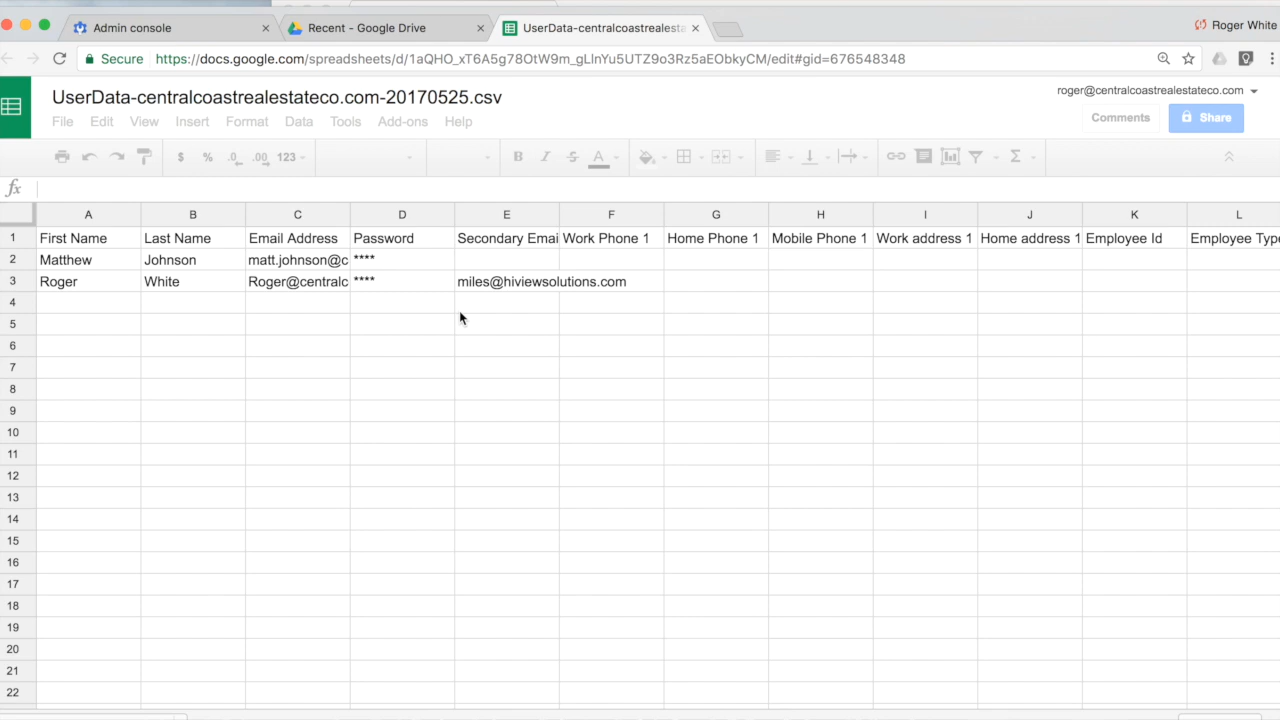 Admin console
Recent - Google Drive
UserData-centralcoastrealesta
Roger White
Secure
https://docs.google.com/spreadsheets/d/1aQHO_xT6A5g78OtW9m_gLlnYu5UTZ9o3Rz5aEObkyCM/edit#gid=676548348
UserData-centralcoastrealestateco.com-20170525.csv
roger@centralcoastrealestateco.com
File Edit View Insert Format Data Tools Add-ons Help
Comments
Share
$ % .0 .00 123 B I S A Σ
fx
A B C D E F G H I J K L
1 First Name Last Name Email Address Password Secondary Emai Work Phone 1 Home Phone 1 Mobile Phone 1 Work address 1 Home address 1 Employee Id Employee Type
2 Matthew Johnson matt.johnson@c ****
3 Roger White Roger@centralc **** miles@hiviewsolutions.com
4
5
6
7
8
9
10
11
12
13
14
15
16
17
18
19
20
21
22